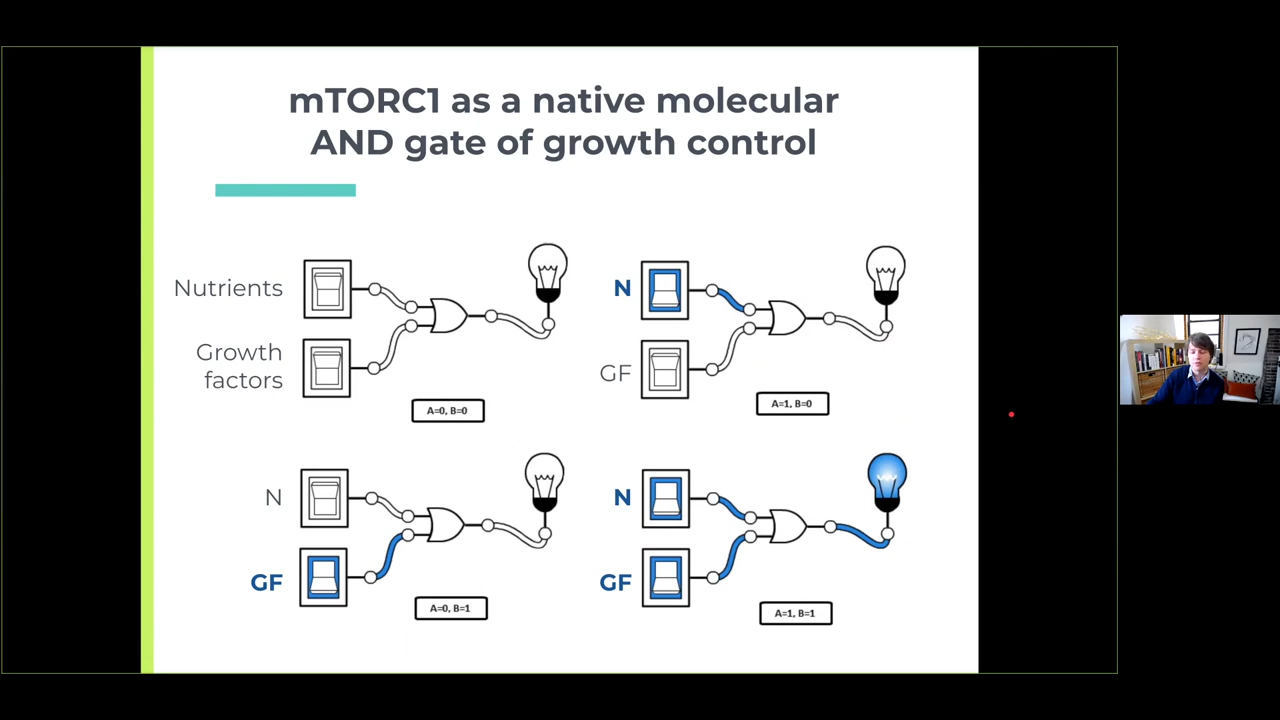 mTORC1 as a native molecular
AND gate of growth control
Nutrients
Growth
factors
A=0, B=0
N
GF
A=1, B=0
N
GF
A=0, B=1
N
GF
A=1, B=1